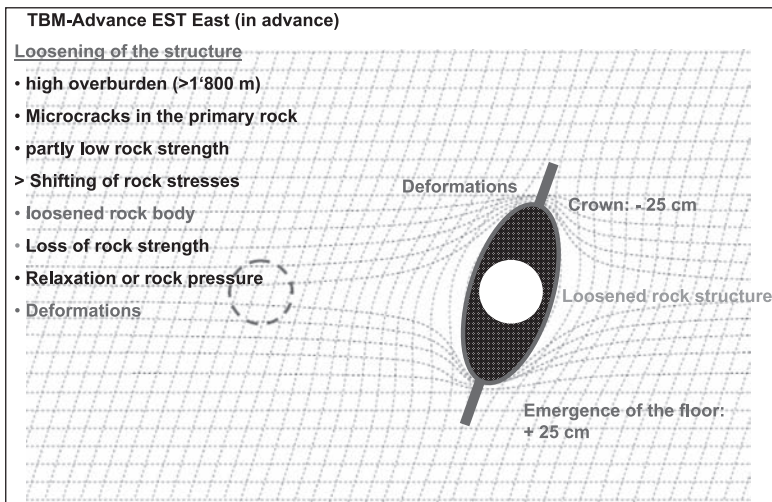 TBM-Advance EST East (in advance)
Loosening of the structure
• high overburden (>1‘800 m)
• Microcracks in the primary rock
• partly low rock strength
> Shifting of rock stresses
• loosened rock body
• Loss of rock strength
• Relaxation or rock pressure
• Deformations
Deformations
Crown: - 25 cm
Loosened rock structure
Emergence of the floor:
+ 25 cm